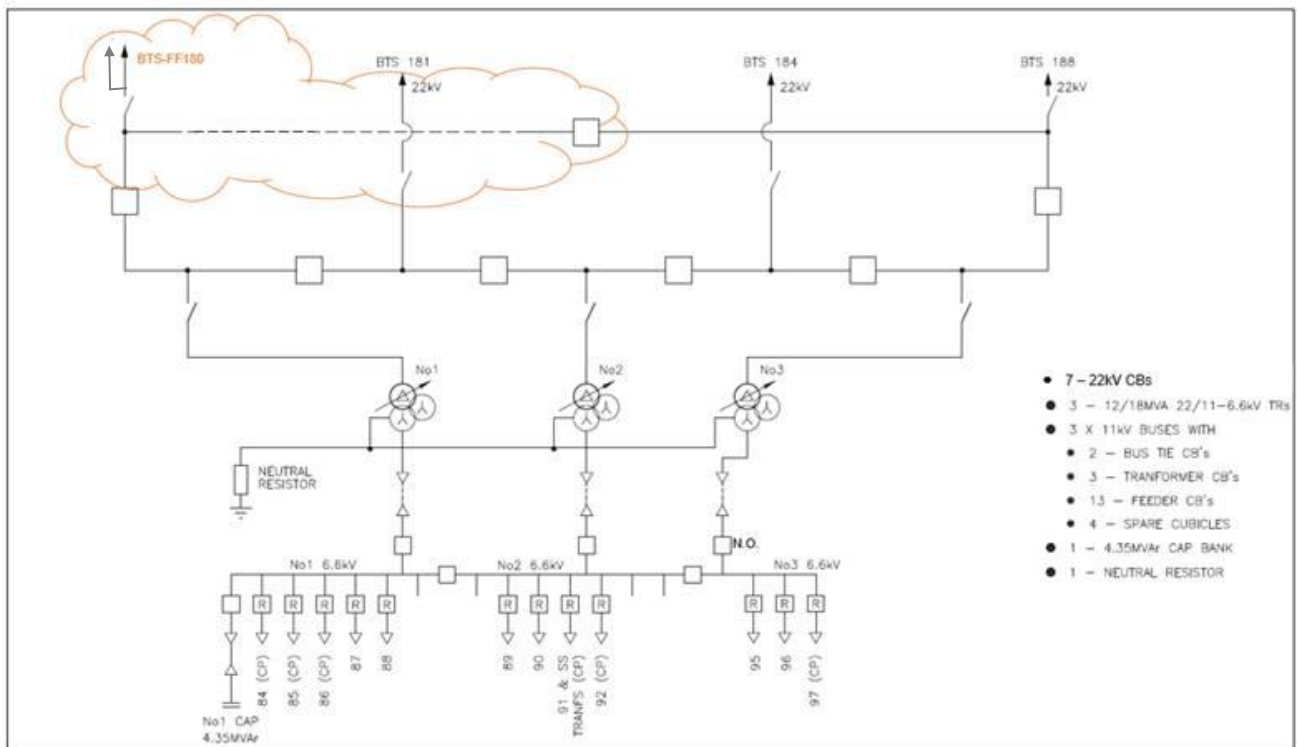 BTS-FF180
BTS 181
22kV
BTS 184
22kV
BTS 188
22kV
No1
No2
No3
NEUTRAL
RESISTOR
N.O.
No1 6.6kV
No2 6.6kV
No3 6.6kV
R
R
R
R
R
R
R
R
R
R
R
R
84 (CP)
85 (CP)
86 (CP)
87
88
89
90
91 & SS
TRANFS (CP)
92 (CP)
95
96
97 (CP)
No1 CAP
4.35MVAr
• 7 – 22kV CBs
• 3 – 12/18MVA 22/11-6.6kV TRs
• 3 X 11kV BUSES WITH
• 2 – BUS TIE CB's
• 3 – TRANFORMER CB's
• 13 – FEEDER CB's
• 4 – SPARE CUBICLES
• 1 – 4.35MVAr CAP BANK
• 1 – NEUTRAL RESISTOR